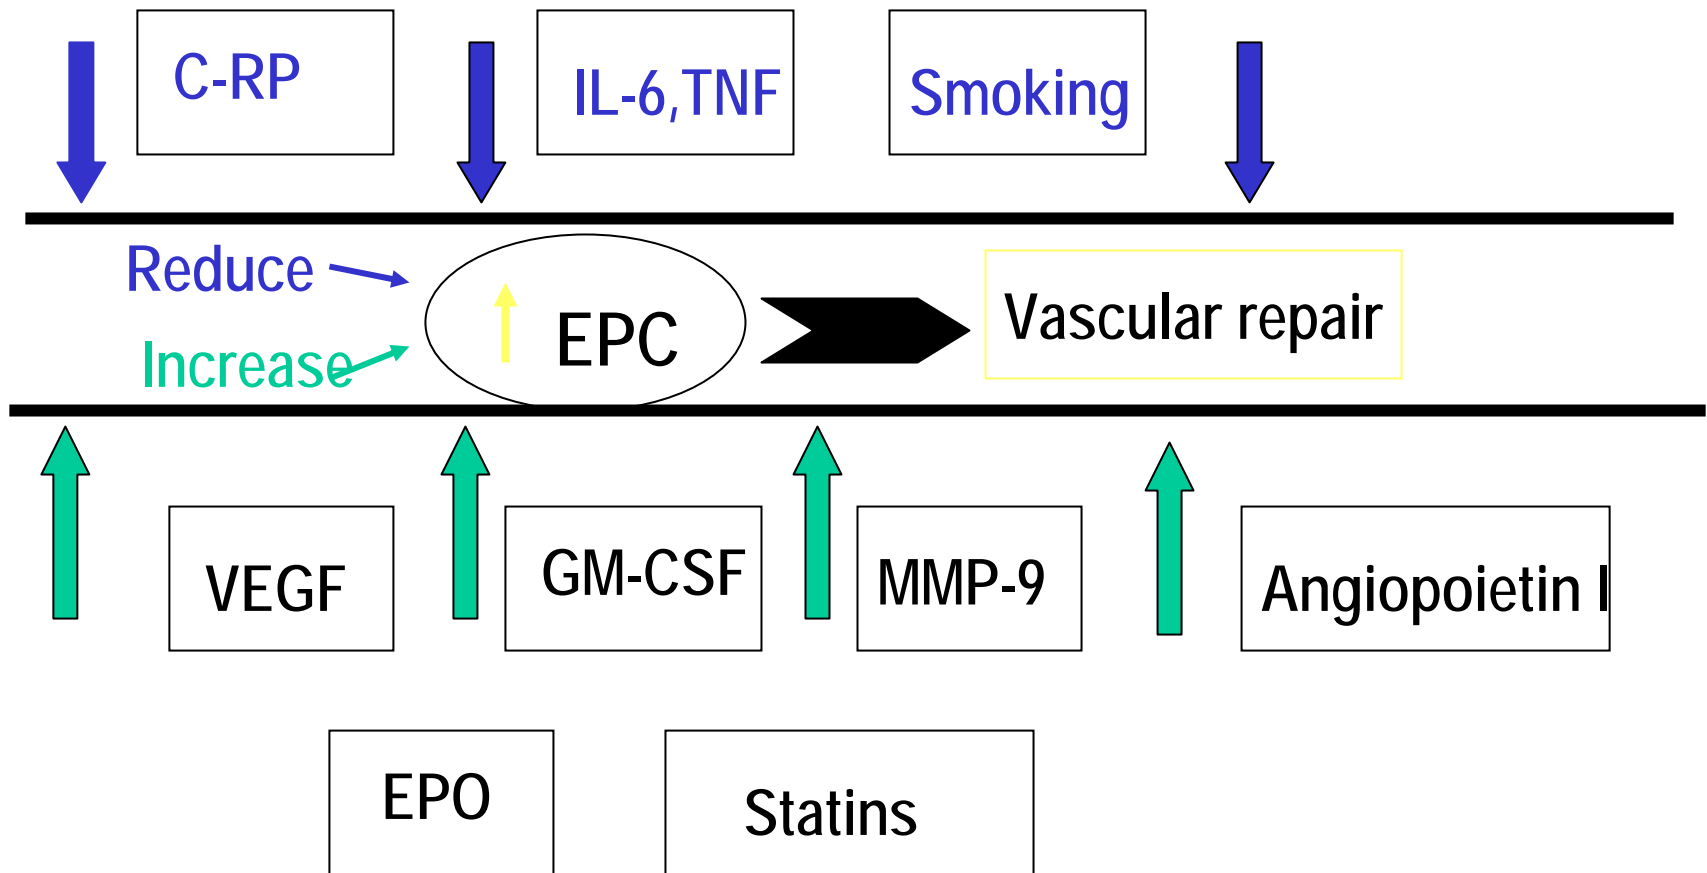 C-RP
IL-6,TNF
Smoking
Reduce
EPC
Vascular repair
Increase
VEGF
GM-CSF
MMP-9
Angiopoietin I
EPO
Statins